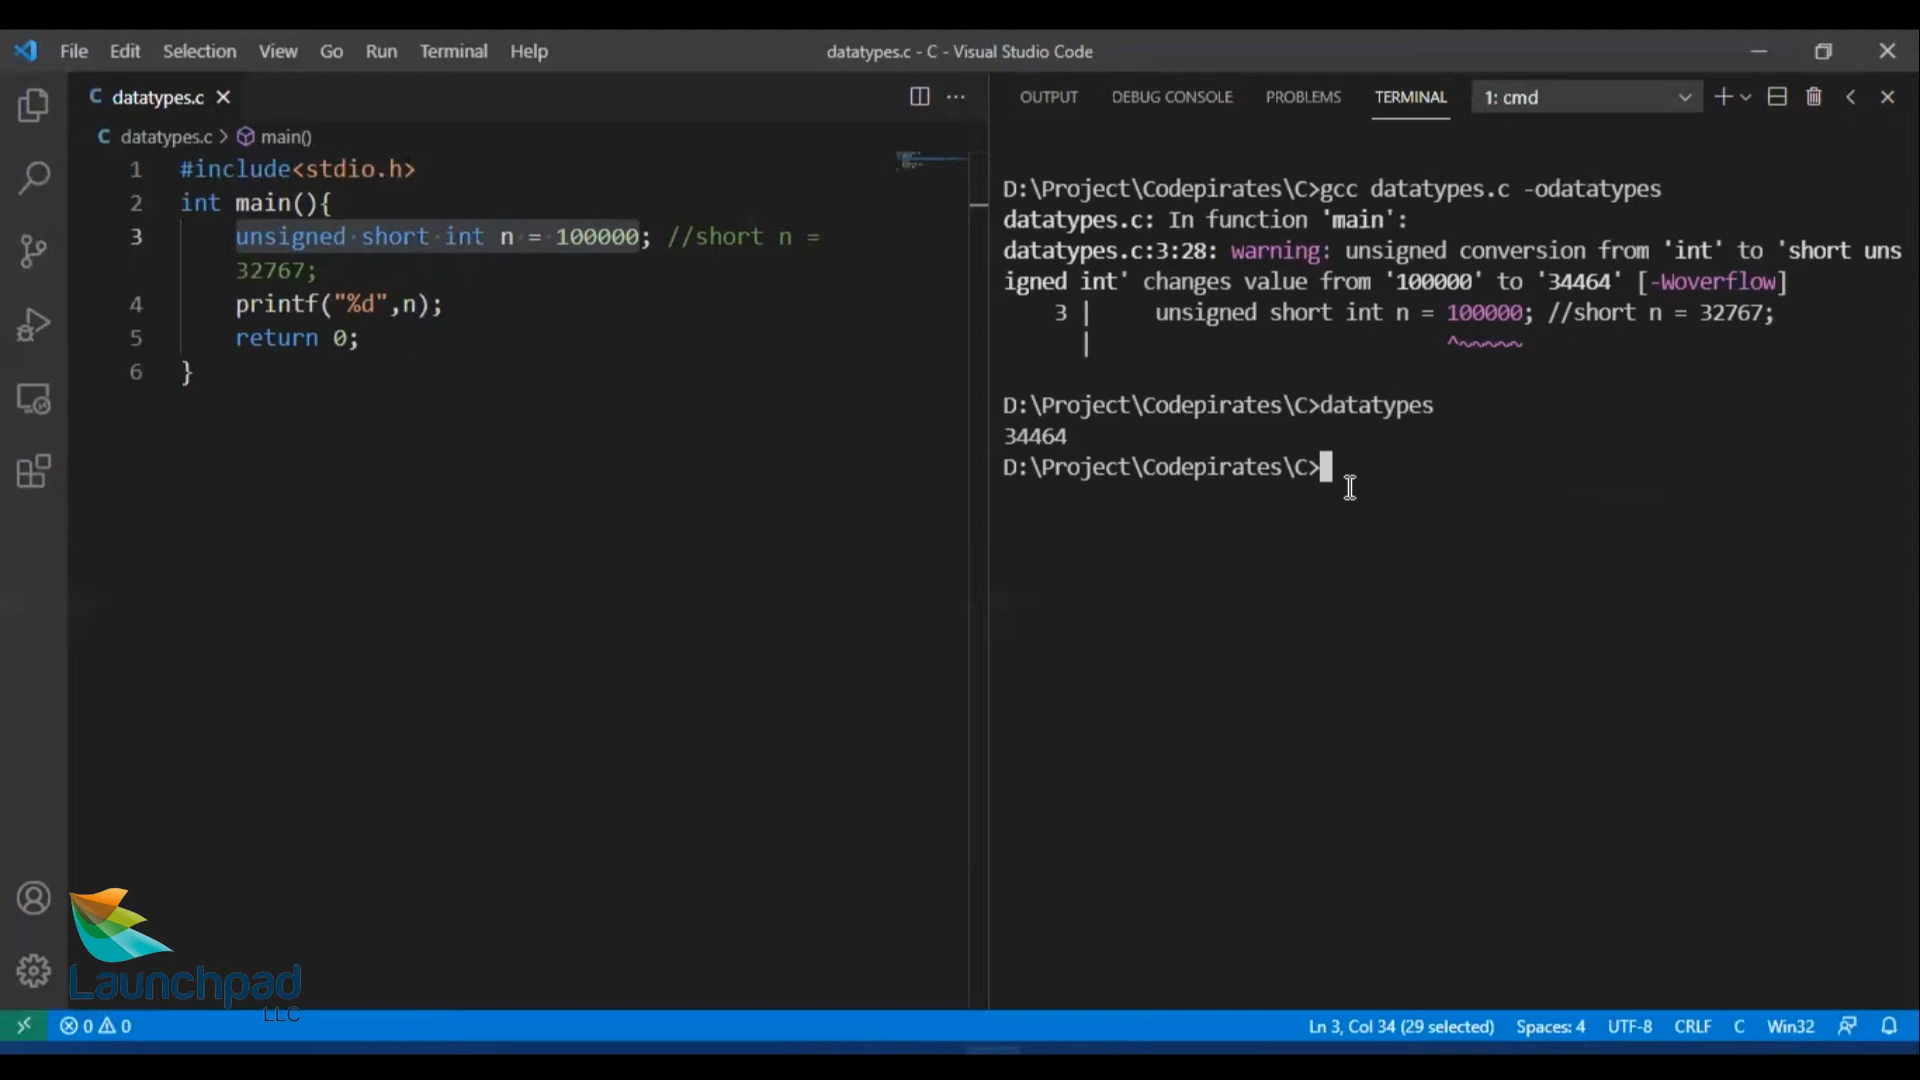 File Edit Selection View Go Run Terminal Help
datatypes.c - C - Visual Studio Code
C datatypes.c
C datatypes.c > main()
1 #include<stdio.h>
2 int main(){
3 unsigned short int n = 100000; //short n =
32767;
4 printf("%d",n);
5 return 0;
6 }
OUTPUT DEBUG CONSOLE PROBLEMS TERMINAL 1: cmd
D:\Project\Codepirates\C>gcc datatypes.c -odatatypes
datatypes.c: In function 'main':
datatypes.c:3:28: warning: unsigned conversion from 'int' to 'short uns
igned int' changes value from '100000' to '34464' [-Woverflow]
3 | unsigned short int n = 100000; //short n = 32767;
| ^~~~~~
D:\Project\Codepirates\C>datatypes
34464
D:\Project\Codepirates\C>
Launchpad
LLC
0 0
Ln 3, Col 34 (29 selected) Spaces: 4 UTF-8 CRLF C Win32